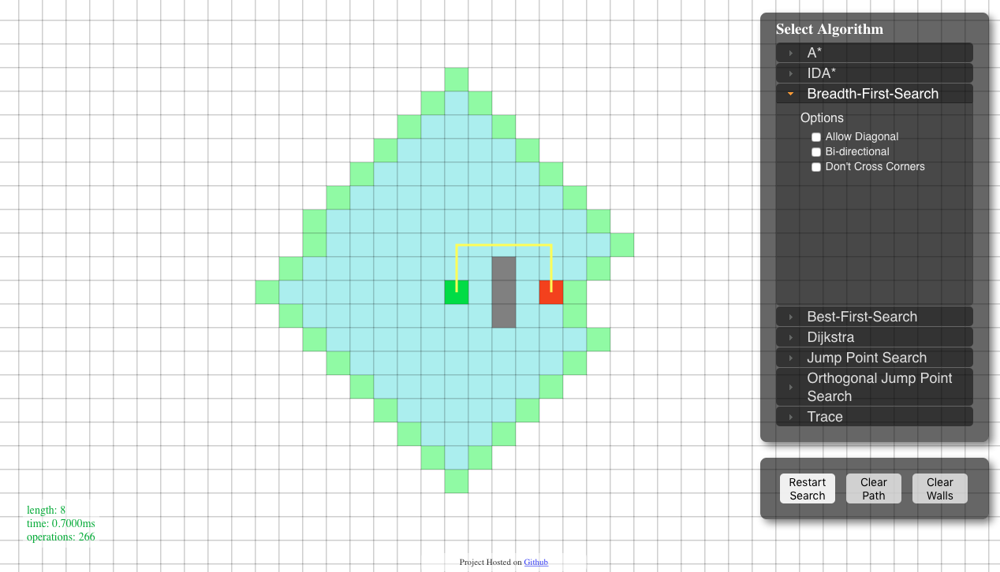 Select Algorithm
A*
IDA*
Breadth-First-Search
Options
Allow Diagonal
Bi-directional
Don't Cross Corners
Best-First-Search
Dijkstra
Jump Point Search
Orthogonal Jump Point
Search
Trace
Restart
Search
Clear
Path
Clear
Walls
length: 8
time: 0.7000ms
operations: 266
Project Hosted on Github